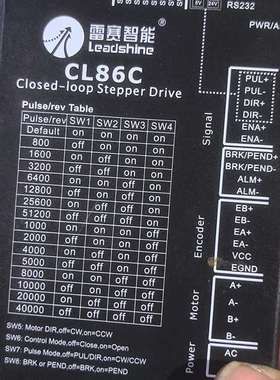 5V 24V
RS232
PWR/A
雷赛智能
Leadshine
CL86C
Closed-loop Stepper Drive
Pulse/rev Table
Pulse/rev SW1 SW2 SW3 SW4
Default on on on on
800 off on on on
1600 on off on on
3200 off off on on
6400 on on off on
12800 off on off on
25600 on off off on
51200 off off off on
1000 on on on off
2000 off on on off
4000 on off on off
5000 off off on off
8000 on on off off
10000 off on off off
20000 on off off off
40000 off off off off
SW5: Motor DIR,off=CW,on=CCW
SW6: Control Mode,off=Close,on=Open
SW7: Pulse Mode,off=PUL/DIR,on=CW/CCW
SW8: BRK or PEND,off=BRK,on=PEND
Signal
PUL+
PUL-
DIR+
DIR-
ENA+
ENA-
BRK/PEND+
BRK/PEND-
ALM+
ALM-
Encoder
EB+
EB-
EA+
EA-
VCC
EGND
Motor
A+
A-
B+
B-
Power
AC